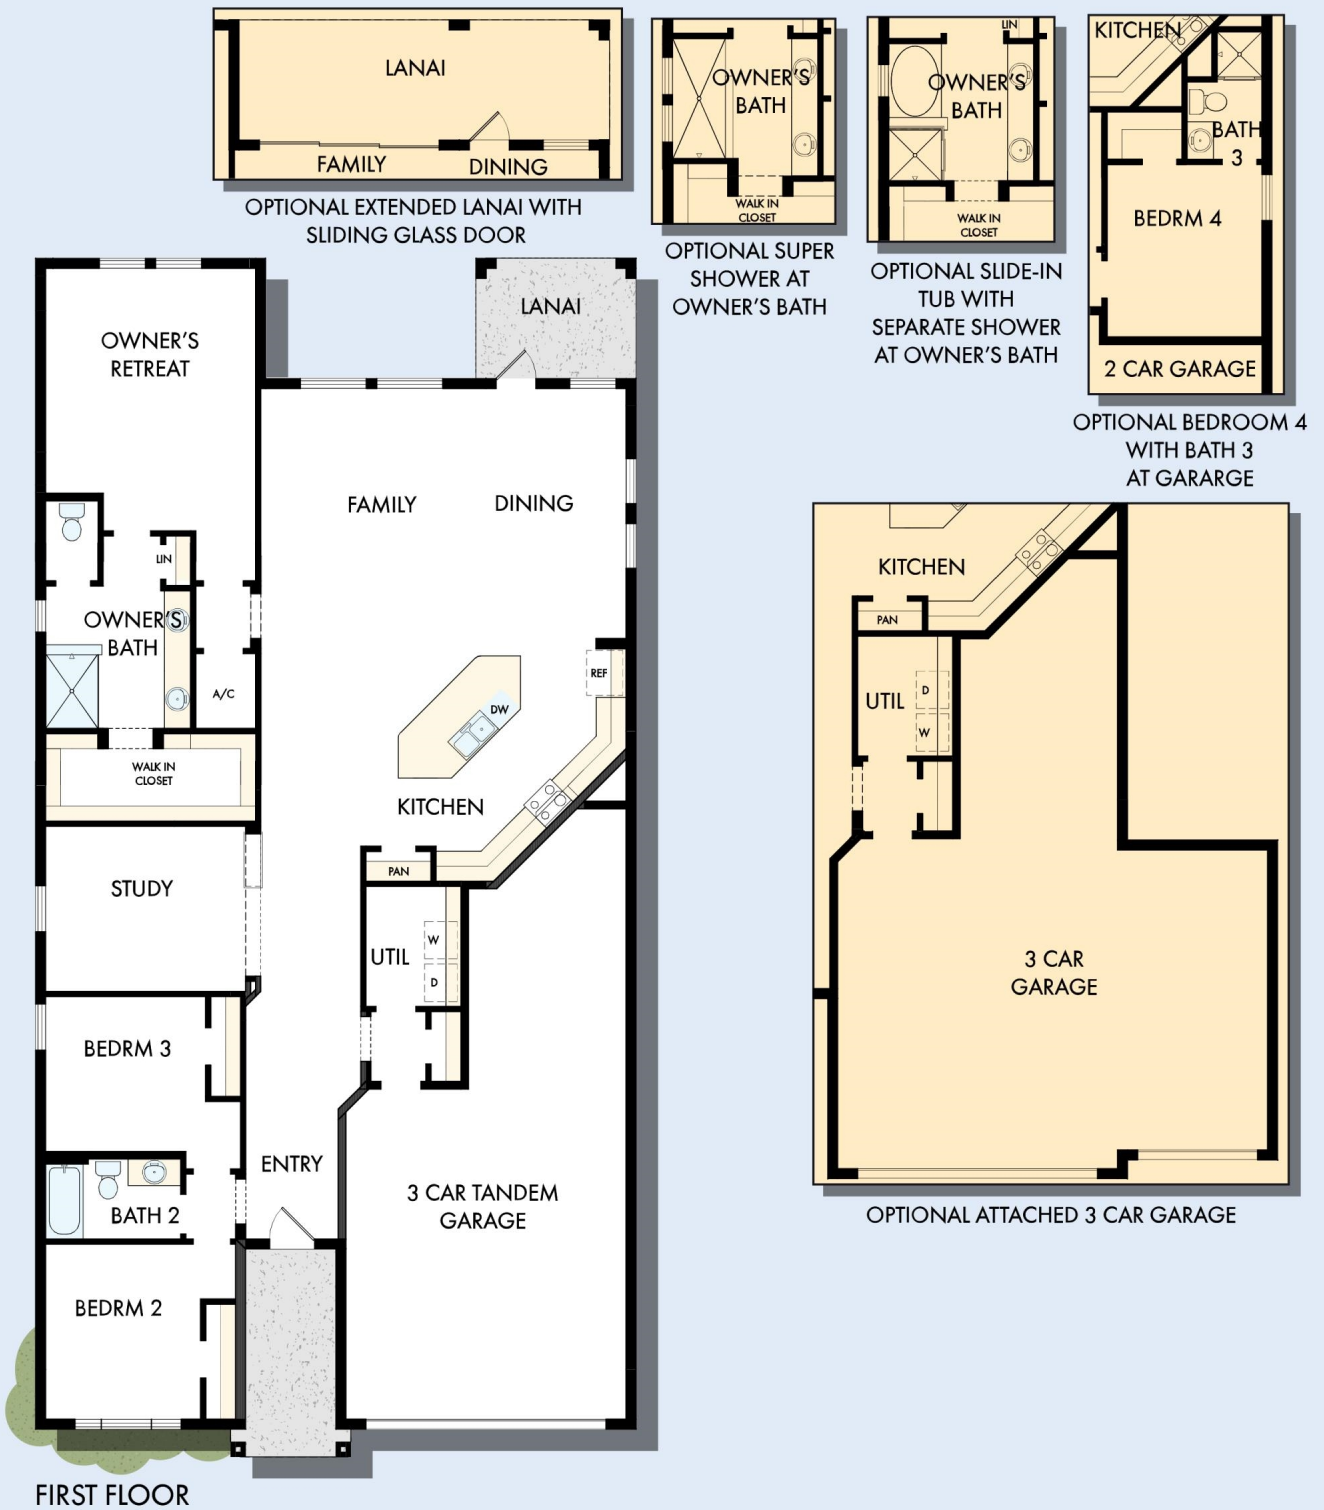 LANAI
FAMILY
DINING
OPTIONAL EXTENDED LANAI WITH
SLIDING GLASS DOOR
OWNER'S
BATH
WALK IN
CLOSET
OPTIONAL SUPER
SHOWER AT
OWNER'S BATH
LIN
OWNER'S
BATH
WALK IN
CLOSET
OPTIONAL SLIDE-IN
TUB WITH
SEPARATE SHOWER
AT OWNER'S BATH
KITCHEN
BATH
3
BEDRM 4
2 CAR GARAGE
OPTIONAL BEDROOM 4
WITH BATH 3
AT GARARGE
OWNER'S
RETREAT
LANAI
FAMILY
DINING
LIN
OWNER'S
BATH
A/C
WALK IN
CLOSET
REF
DW
KITCHEN
PAN
STUDY
UTIL
W
D
BEDRM 3
ENTRY
BATH 2
3 CAR TANDEM
GARAGE
BEDRM 2
FIRST FLOOR
KITCHEN
PAN
UTIL
D
W
3 CAR
GARAGE
OPTIONAL ATTACHED 3 CAR GARAGE